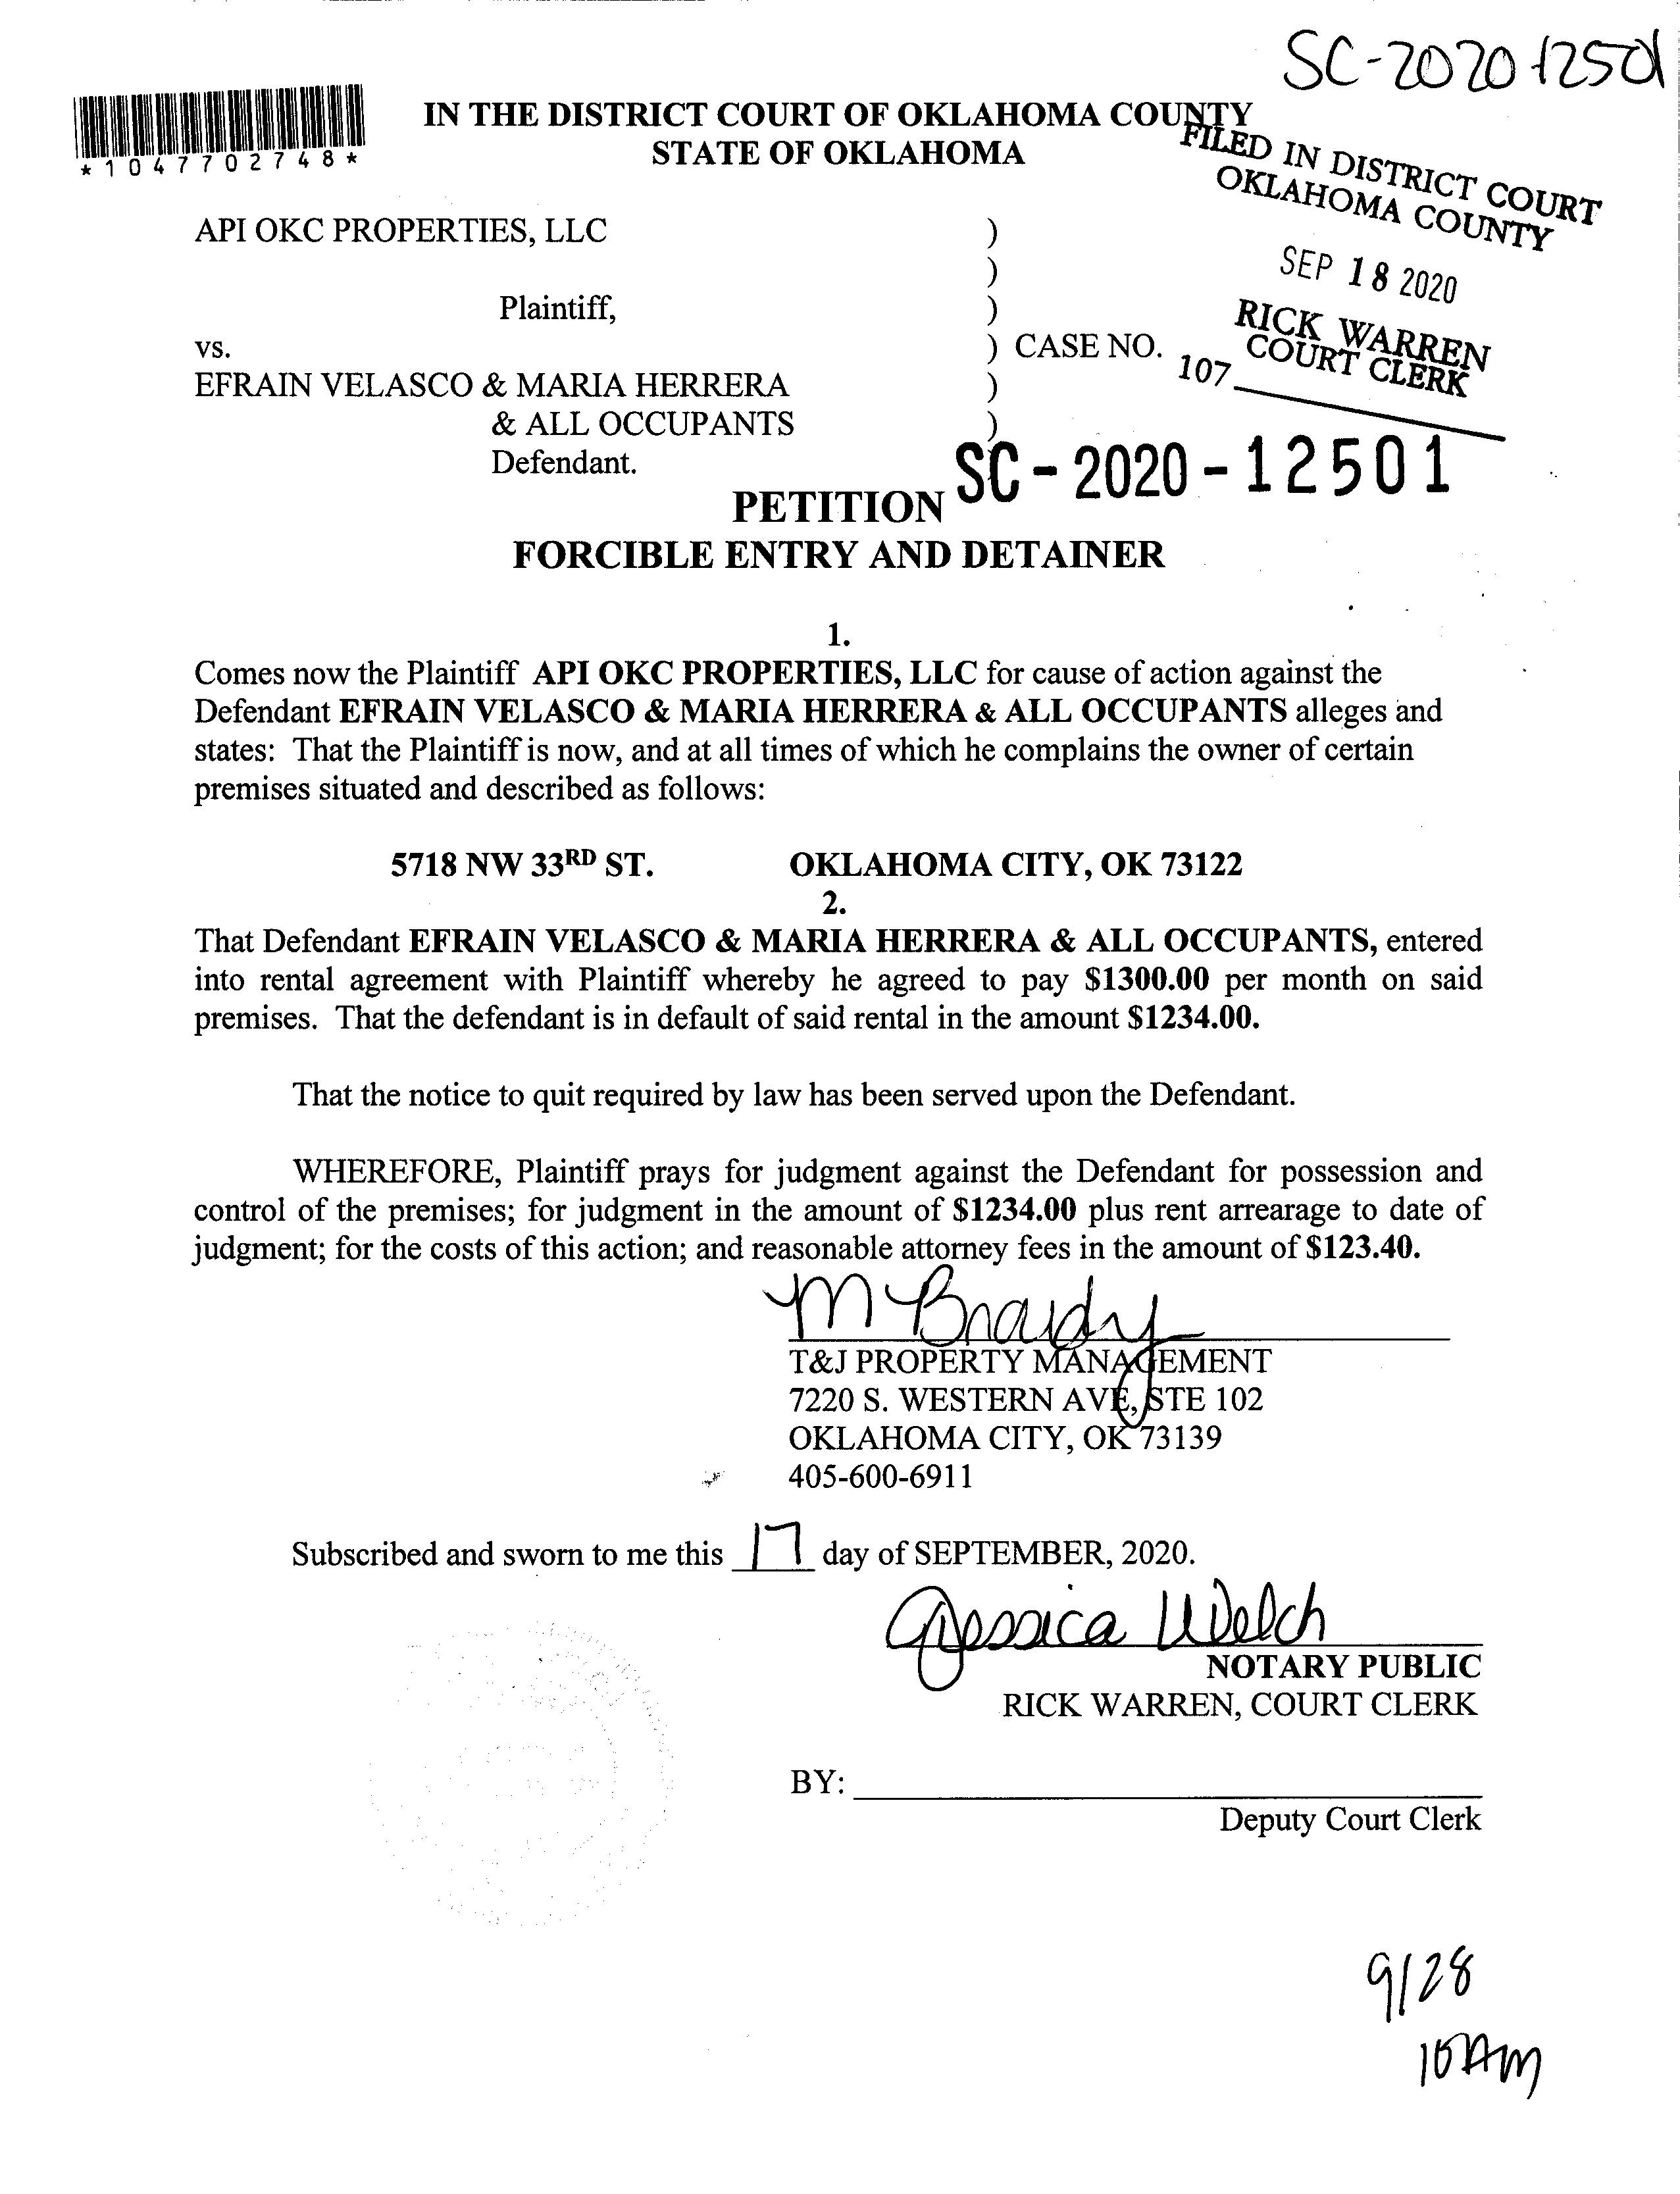 SC-2020-12501
*1047702748*
IN THE DISTRICT COURT OF OKLAHOMA COUNTY
STATE OF OKLAHOMA
FILED IN DISTRICT COURT
OKLAHOMA COUNTY
SEP 18 2020
RICK WARREN
COURT CLERK
107
API OKC PROPERTIES, LLC )
)
Plaintiff, )
vs. ) CASE NO.
EFRAIN VELASCO & MARIA HERRERA )
& ALL OCCUPANTS )
Defendant.
SC-2020-12501
PETITION
FORCIBLE ENTRY AND DETAINER
1.
Comes now the Plaintiff API OKC PROPERTIES, LLC for cause of action against the
Defendant EFRAIN VELASCO & MARIA HERRERA & ALL OCCUPANTS alleges and
states: That the Plaintiff is now, and at all times of which he complains the owner of certain
premises situated and described as follows:
5718 NW 33RD ST. OKLAHOMA CITY, OK 73122
2.
That Defendant EFRAIN VELASCO & MARIA HERRERA & ALL OCCUPANTS, entered
into rental agreement with Plaintiff whereby he agreed to pay $1300.00 per month on said
premises. That the defendant is in default of said rental in the amount $1234.00.
That the notice to quit required by law has been served upon the Defendant.
WHEREFORE, Plaintiff prays for judgment against the Defendant for possession and
control of the premises; for judgment in the amount of $1234.00 plus rent arrearage to date of
judgment; for the costs of this action; and reasonable attorney fees in the amount of $123.40.
M Brady
T&J PROPERTY MANAGEMENT
7220 S. WESTERN AVE, STE 102
OKLAHOMA CITY, OK 73139
405-600-6911
Subscribed and sworn to me this 17 day of SEPTEMBER, 2020.
Jessica Welch
NOTARY PUBLIC
RICK WARREN, COURT CLERK
BY:
Deputy Court Clerk
9/28
10 AM